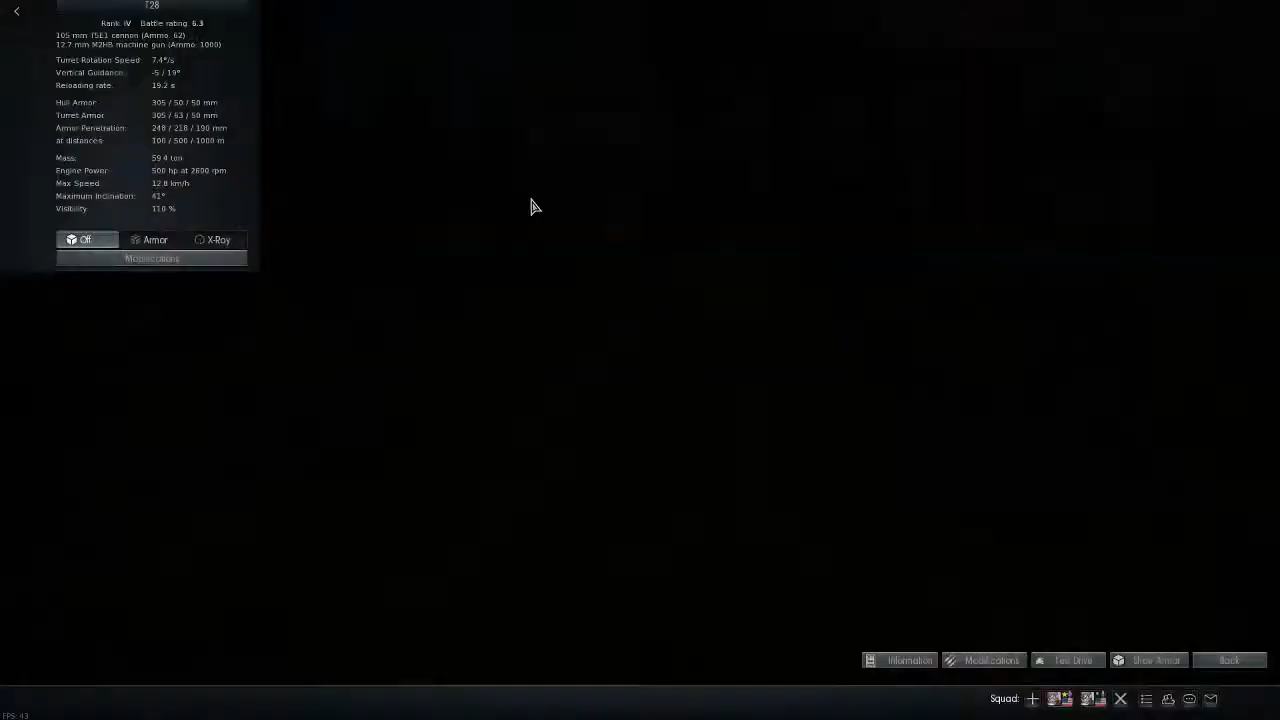 T28
Rank: IV Battle rating: 6.3
105 mm T5E1 cannon (Ammo: 62)
12.7 mm M2HB machine gun (Ammo: 1000)
Turret Rotation Speed: 7.4°/s
Vertical Guidance: -5 / 19°
Reloading rate: 19.2 s
Hull Armor: 305 / 50 / 50 mm
Turret Armor: 305 / 63 / 50 mm
Armor Penetration: 248 / 218 / 190 mm
at distances: 100 / 500 / 1000 m
Mass: 59.4 ton
Engine Power: 500 hp at 2600 rpm
Max Speed: 12.8 km/h
Maximum Inclination: 41°
Visibility: 110 %
Off Armor X-Ray
Modifications
Information Modifications Test Drive Show Armor Back
Squad:
FPS: 43